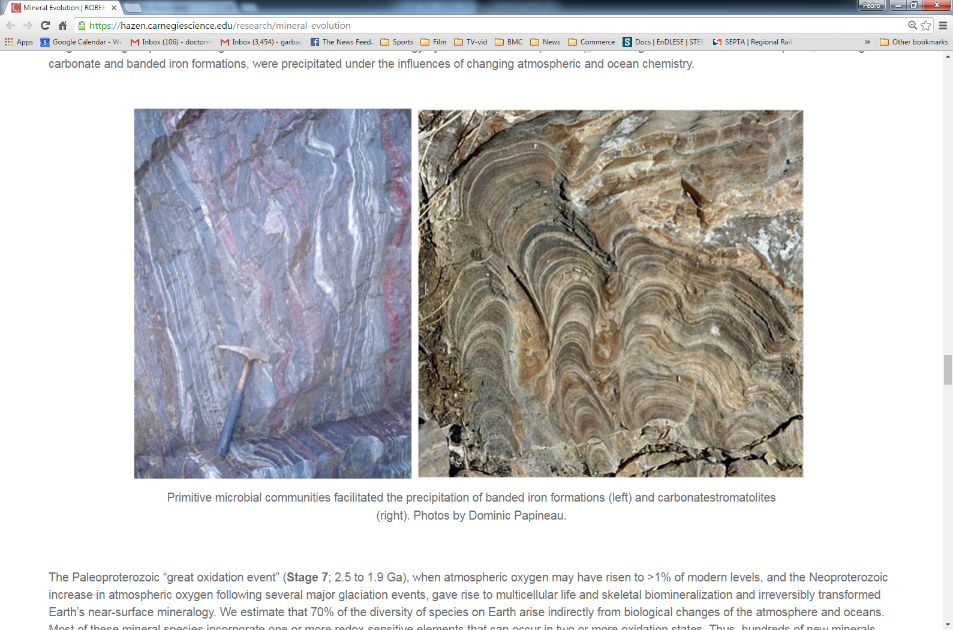 Mineral Evolution | ROBER
Pedro
https://hazen.carnegiescience.edu/research/mineral-evolution
Apps Google Calendar - W Inbox (106) - doctorm Inbox (3,454) - garba The News Feed. Sports Film TV-vid BMC News Commerce Docs | EnDLESE | STE SEPTA | Regional Rail » Other bookmarks
carbonate and banded iron formations, were precipitated under the influences of changing atmospheric and ocean chemistry.
Primitive microbial communities facilitated the precipitation of banded iron formations (left) and carbonatestromatolites
(right). Photos by Dominic Papineau.
The Paleoproterozoic “great oxidation event” (Stage 7; 2.5 to 1.9 Ga), when atmospheric oxygen may have risen to >1% of modern levels, and the Neoproterozoic
increase in atmospheric oxygen following several major glaciation events, gave rise to multicellular life and skeletal biomineralization and irreversibly transformed
Earth’s near-surface mineralogy. We estimate that 70% of the diversity of species on Earth arise indirectly from biological changes of the atmosphere and oceans.
Most of these mineral species incorporate one or more redox-sensitive elements that can occur in two or more oxidation states. Thus, hundreds of new minerals